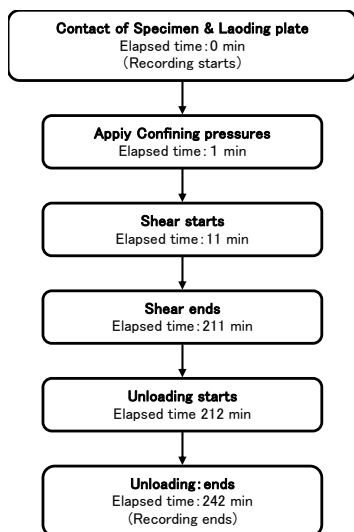 Contact of Specimen & Laoding plate
Elapsed time:0 min
(Recording starts)
Appiy Confining pressures
Elapsed time:1 min
Shear starts
Elapsed time:11 min
Shear ends
Elapsed time:211 min
Unloading starts
Elapsed time 212 min
Unloading:ends
Elapsed time:242 min
(Recording ends)